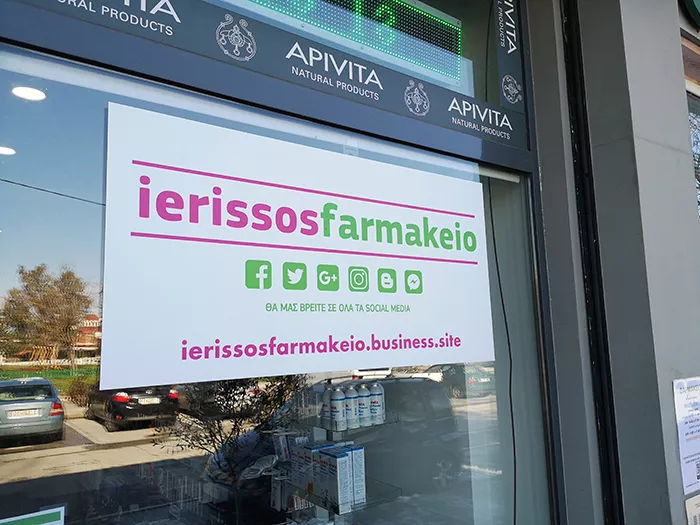 APIVITA
NATURAL PRODUCTS
APIVITA
NATURAL PRODUCTS
APIVITA
NATURAL PRODUCTS
ierissosfarmakeio
ΘΑ ΜΑΣ ΒΡΕΙΤΕ ΣΕ ΟΛΑ ΤΑ SOCIAL MEDIA
ierissosfarmakeio.business.site